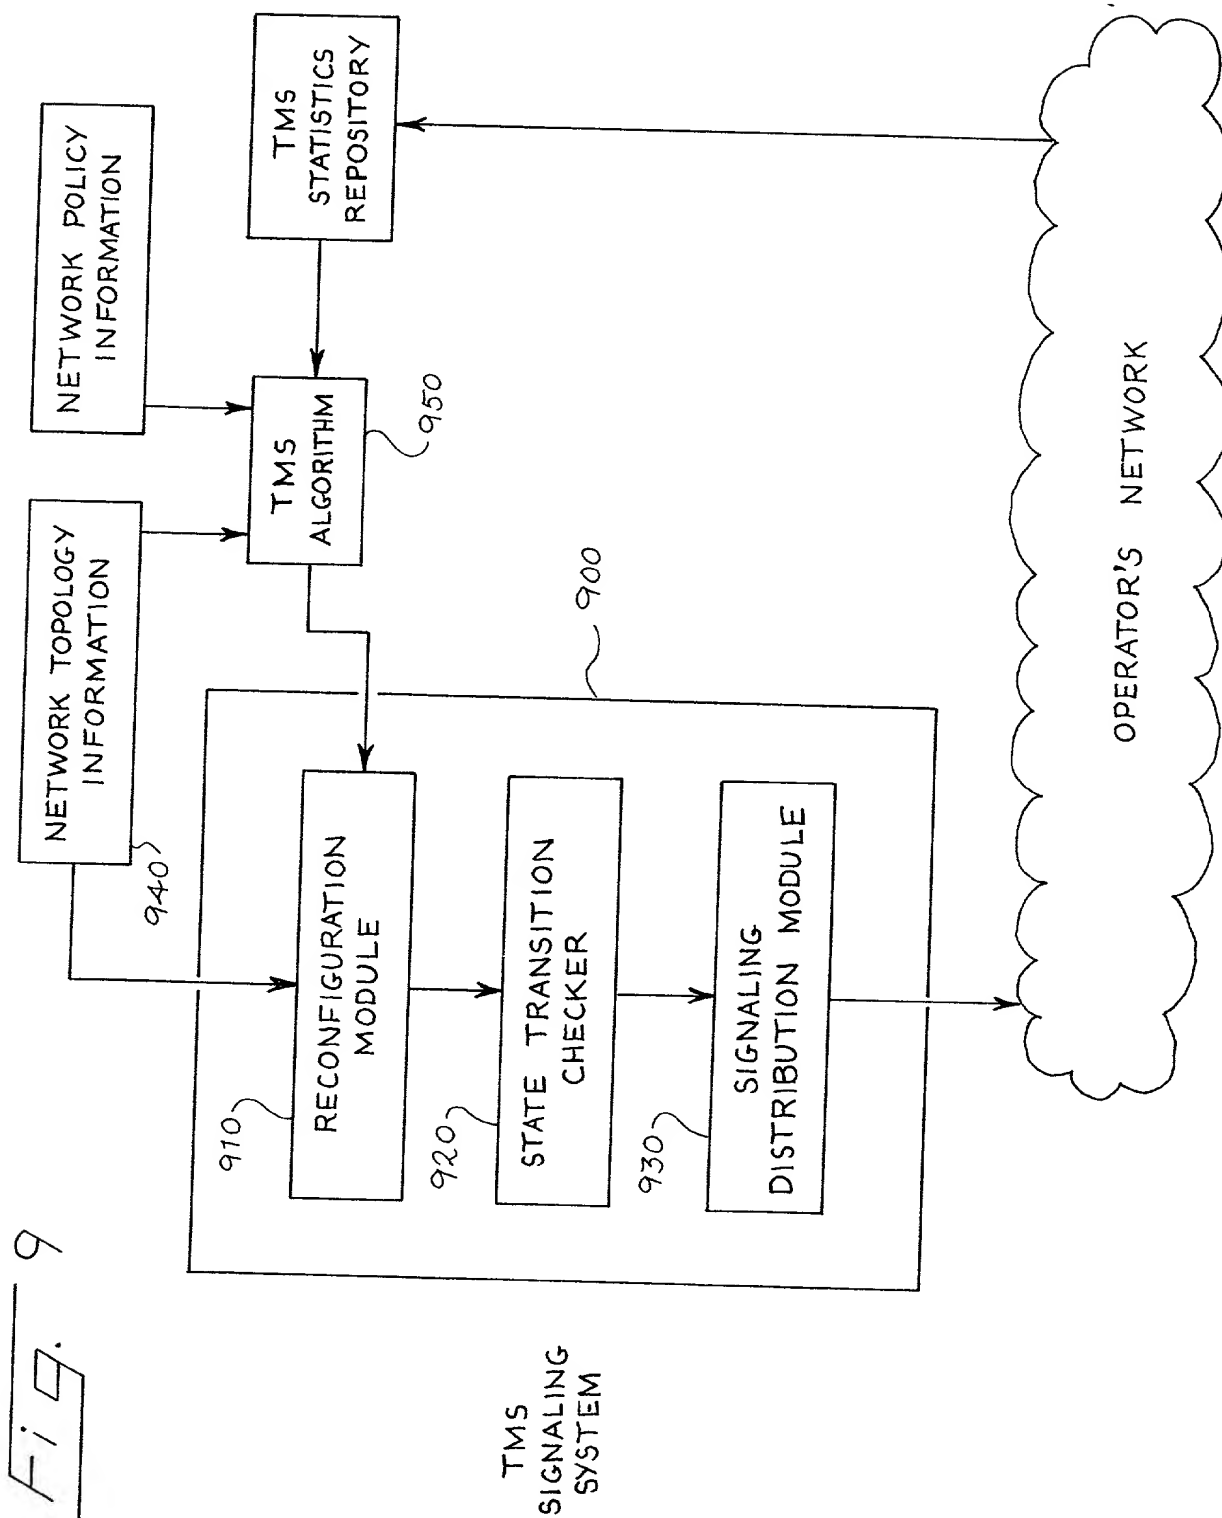 Fig. 9
NETWORK TOPOLOGY
INFORMATION
940
NETWORK POLICY
INFORMATION
TMS
ALGORITHM
950
TMS
STATISTICS
REPOSITORY
TMS
SIGNALING
SYSTEM
900
910
RECONFIGURATION
MODULE
920
STATE TRANSITION
CHECKER
930
SIGNALING
DISTRIBUTION MODULE
OPERATOR'S NETWORK